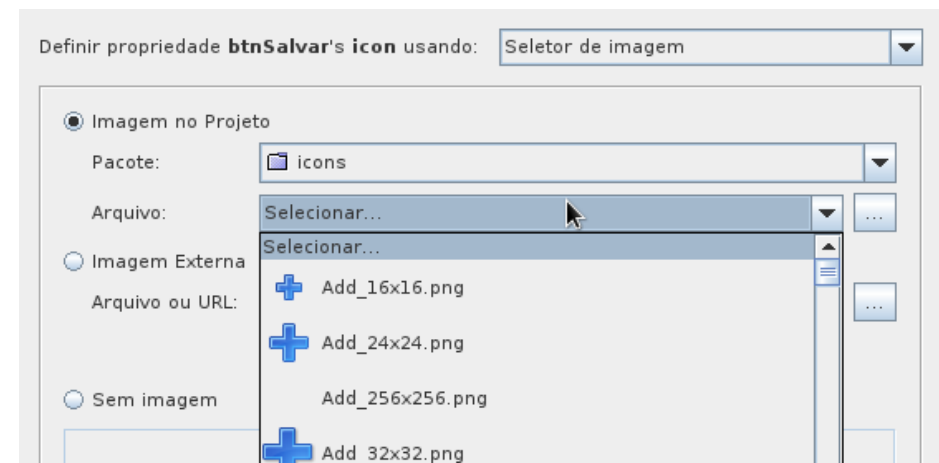 Definir propriedade btnSalvar's icon usando: Seletor de imagem
Imagem no Projeto
Pacote: icons
Arquivo: Selecionar... ...
Selecionar...
Imagem Externa
Add_16x16.png
Arquivo ou URL: ...
Add_24x24.png
Sem imagem
Add_256x256.png
Add_32x32.png